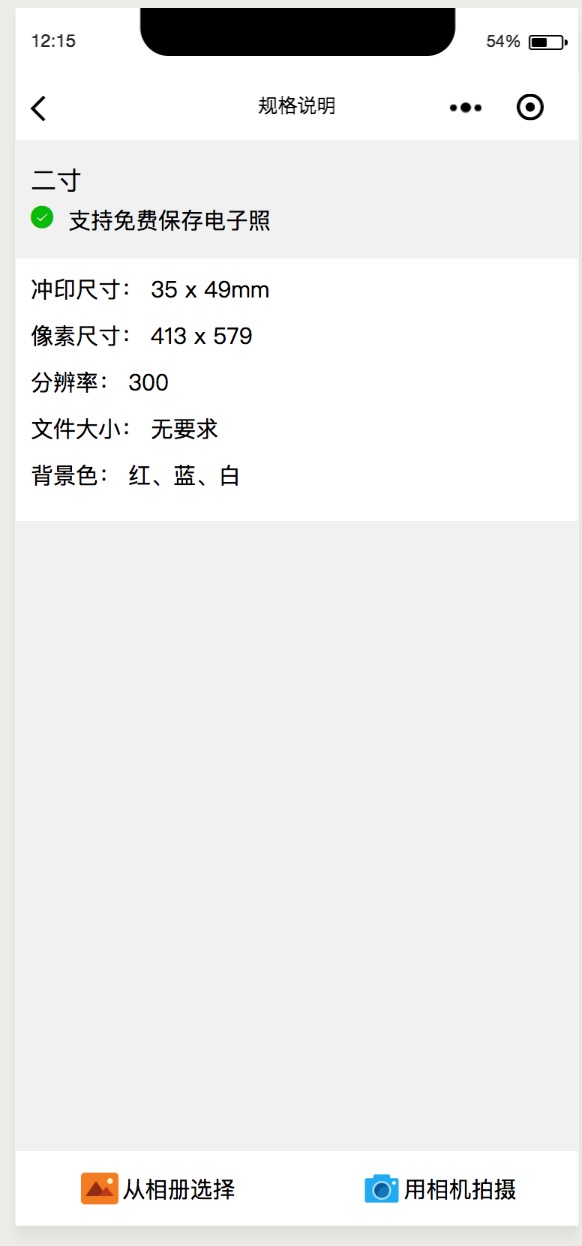 12:15
54%
规格说明
二寸
支持免费保存电子照
冲印尺寸： 35 x 49mm
像素尺寸： 413 x 579
分辨率： 300
文件大小： 无要求
背景色： 红、蓝、白
从相册选择
用相机拍摄